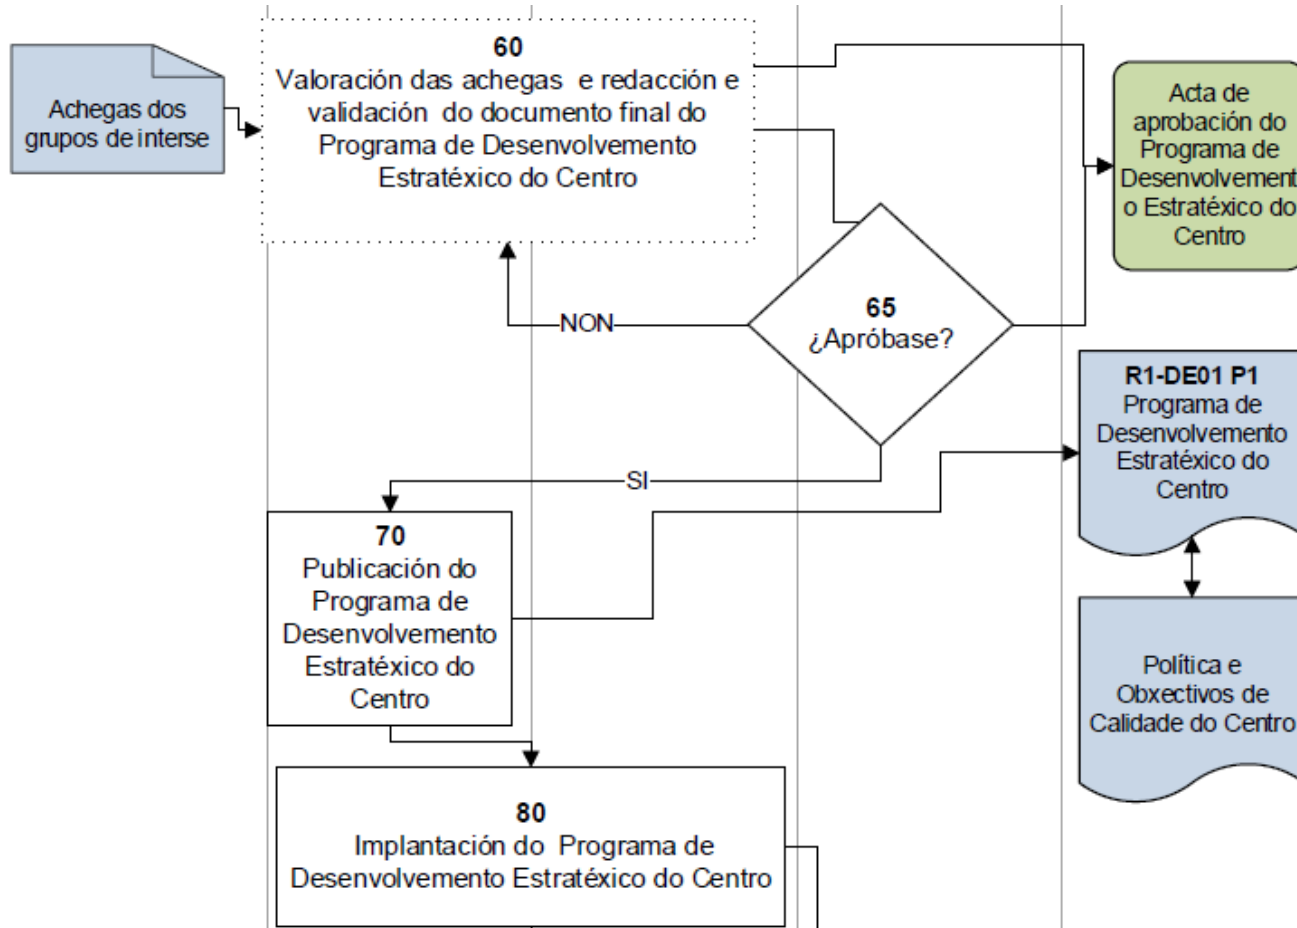 Achegas dos
grupos de interse
60
Valoración das achegas e redacción e
validación do documento final do
Programa de Desenvolvemento
Estratéxico do Centro
Acta de
aprobación do
Programa de
Desenvolvement
o Estratéxico do
Centro
65
¿Apróbase?
NON
SI
R1-DE01 P1
Programa de
Desenvolvemento
Estratéxico do
Centro
70
Publicación do
Programa de
Desenvolvemento
Estratéxico do
Centro
Política e
Obxectivos de
Calidade do Centro
80
Implantación do Programa de
Desenvolvemento Estratéxico do Centro